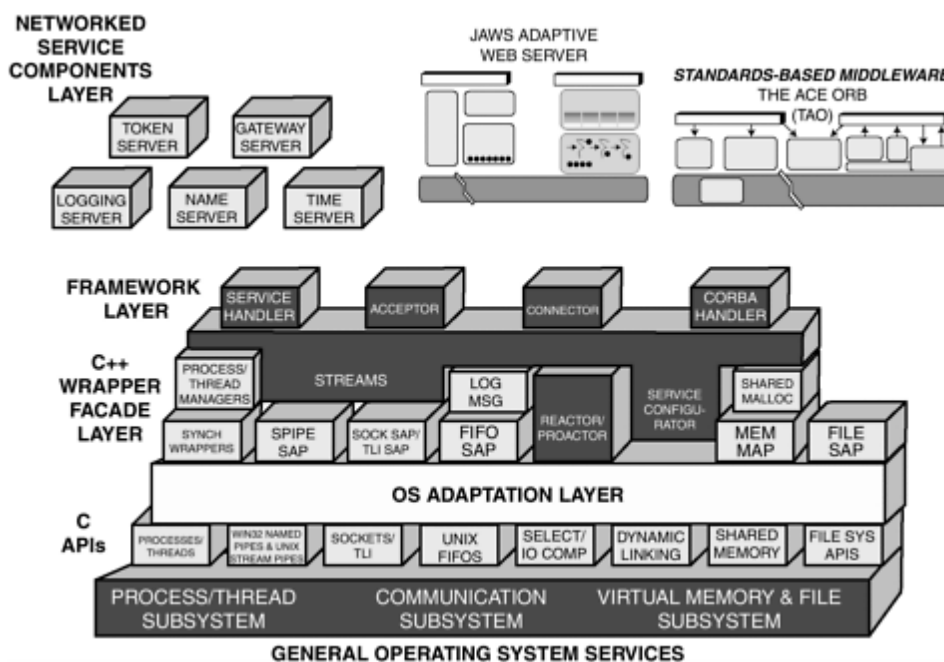 NETWORKED
SERVICE
COMPONENTS
LAYER
JAWS ADAPTIVE
WEB SERVER
STANDARDS-BASED MIDDLEWARE
THE ACE ORB
(TAO)
TOKEN
SERVER
GATEWAY
SERVER
LOGGING
SERVER
NAME
SERVER
TIME
SERVER
FRAMEWORK
LAYER
SERVICE
HANDLER
ACCEPTOR
CONNECTOR
CORBA
HANDLER
C++
WRAPPER
FACADE
LAYER
PROCESS/
THREAD
MANAGERS
STREAMS
LOG
MSG
REACTOR/
PROACTOR
SERVICE
CONFIGU-
RATOR
SHARED
MALLOC
SYNCH
WRAPPERS
SPIPE
SAP
SOCK SAP/
TLI SAP
FIFO
SAP
MEM
MAP
FILE
SAP
OS ADAPTATION LAYER
C
APIs
PROCESSES/
THREADS
WIN32 NAMED
PIPES & UNIX
STREAM PIPES
SOCKETS/
TLI
UNIX
FIFOS
SELECT/
IO COMP
DYNAMIC
LINKING
SHARED
MEMORY
FILE SYS
APIS
PROCESS/THREAD
SUBSYSTEM
COMMUNICATION
SUBSYSTEM
VIRTUAL MEMORY & FILE
SUBSYSTEM
GENERAL OPERATING SYSTEM SERVICES